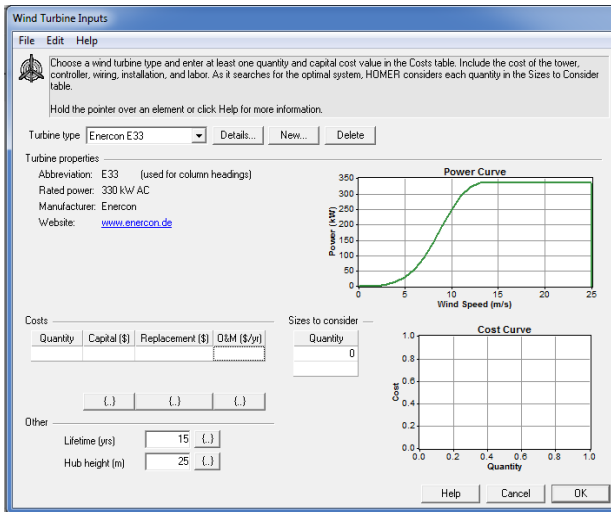 Wind Turbine Inputs
File Edit Help
Choose a wind turbine type and enter at least one quantity and capital cost value in the Costs table. Include the cost of the tower,
controller, wiring, installation, and labor. As it searches for the optimal system, HOMER considers each quantity in the Sizes to Consider
table.
Hold the pointer over an element or click Help for more information.
Turbine type Enercon E33 Details... New... Delete
Turbine properties
Abbreviation: E33 (used for column headings)
Rated power: 330 kW AC
Manufacturer: Enercon
Website: www.enercon.de
Power Curve
Power (kW)
350
300
250
200
150
100
50
0
0 5 10 15 20 25
Wind Speed (m/s)
Costs
Quantity Capital ($) Replacement ($) O&M ($/yr)
{..} {..} {..}
Sizes to consider
Quantity
0
Cost Curve
Cost
1.0
0.8
0.6
0.4
0.2
0.0
0.0 0.2 0.4 0.6 0.8 1.0
Quantity
Other
Lifetime (yrs) 15 {..}
Hub height (m) 25 {..}
Help Cancel OK